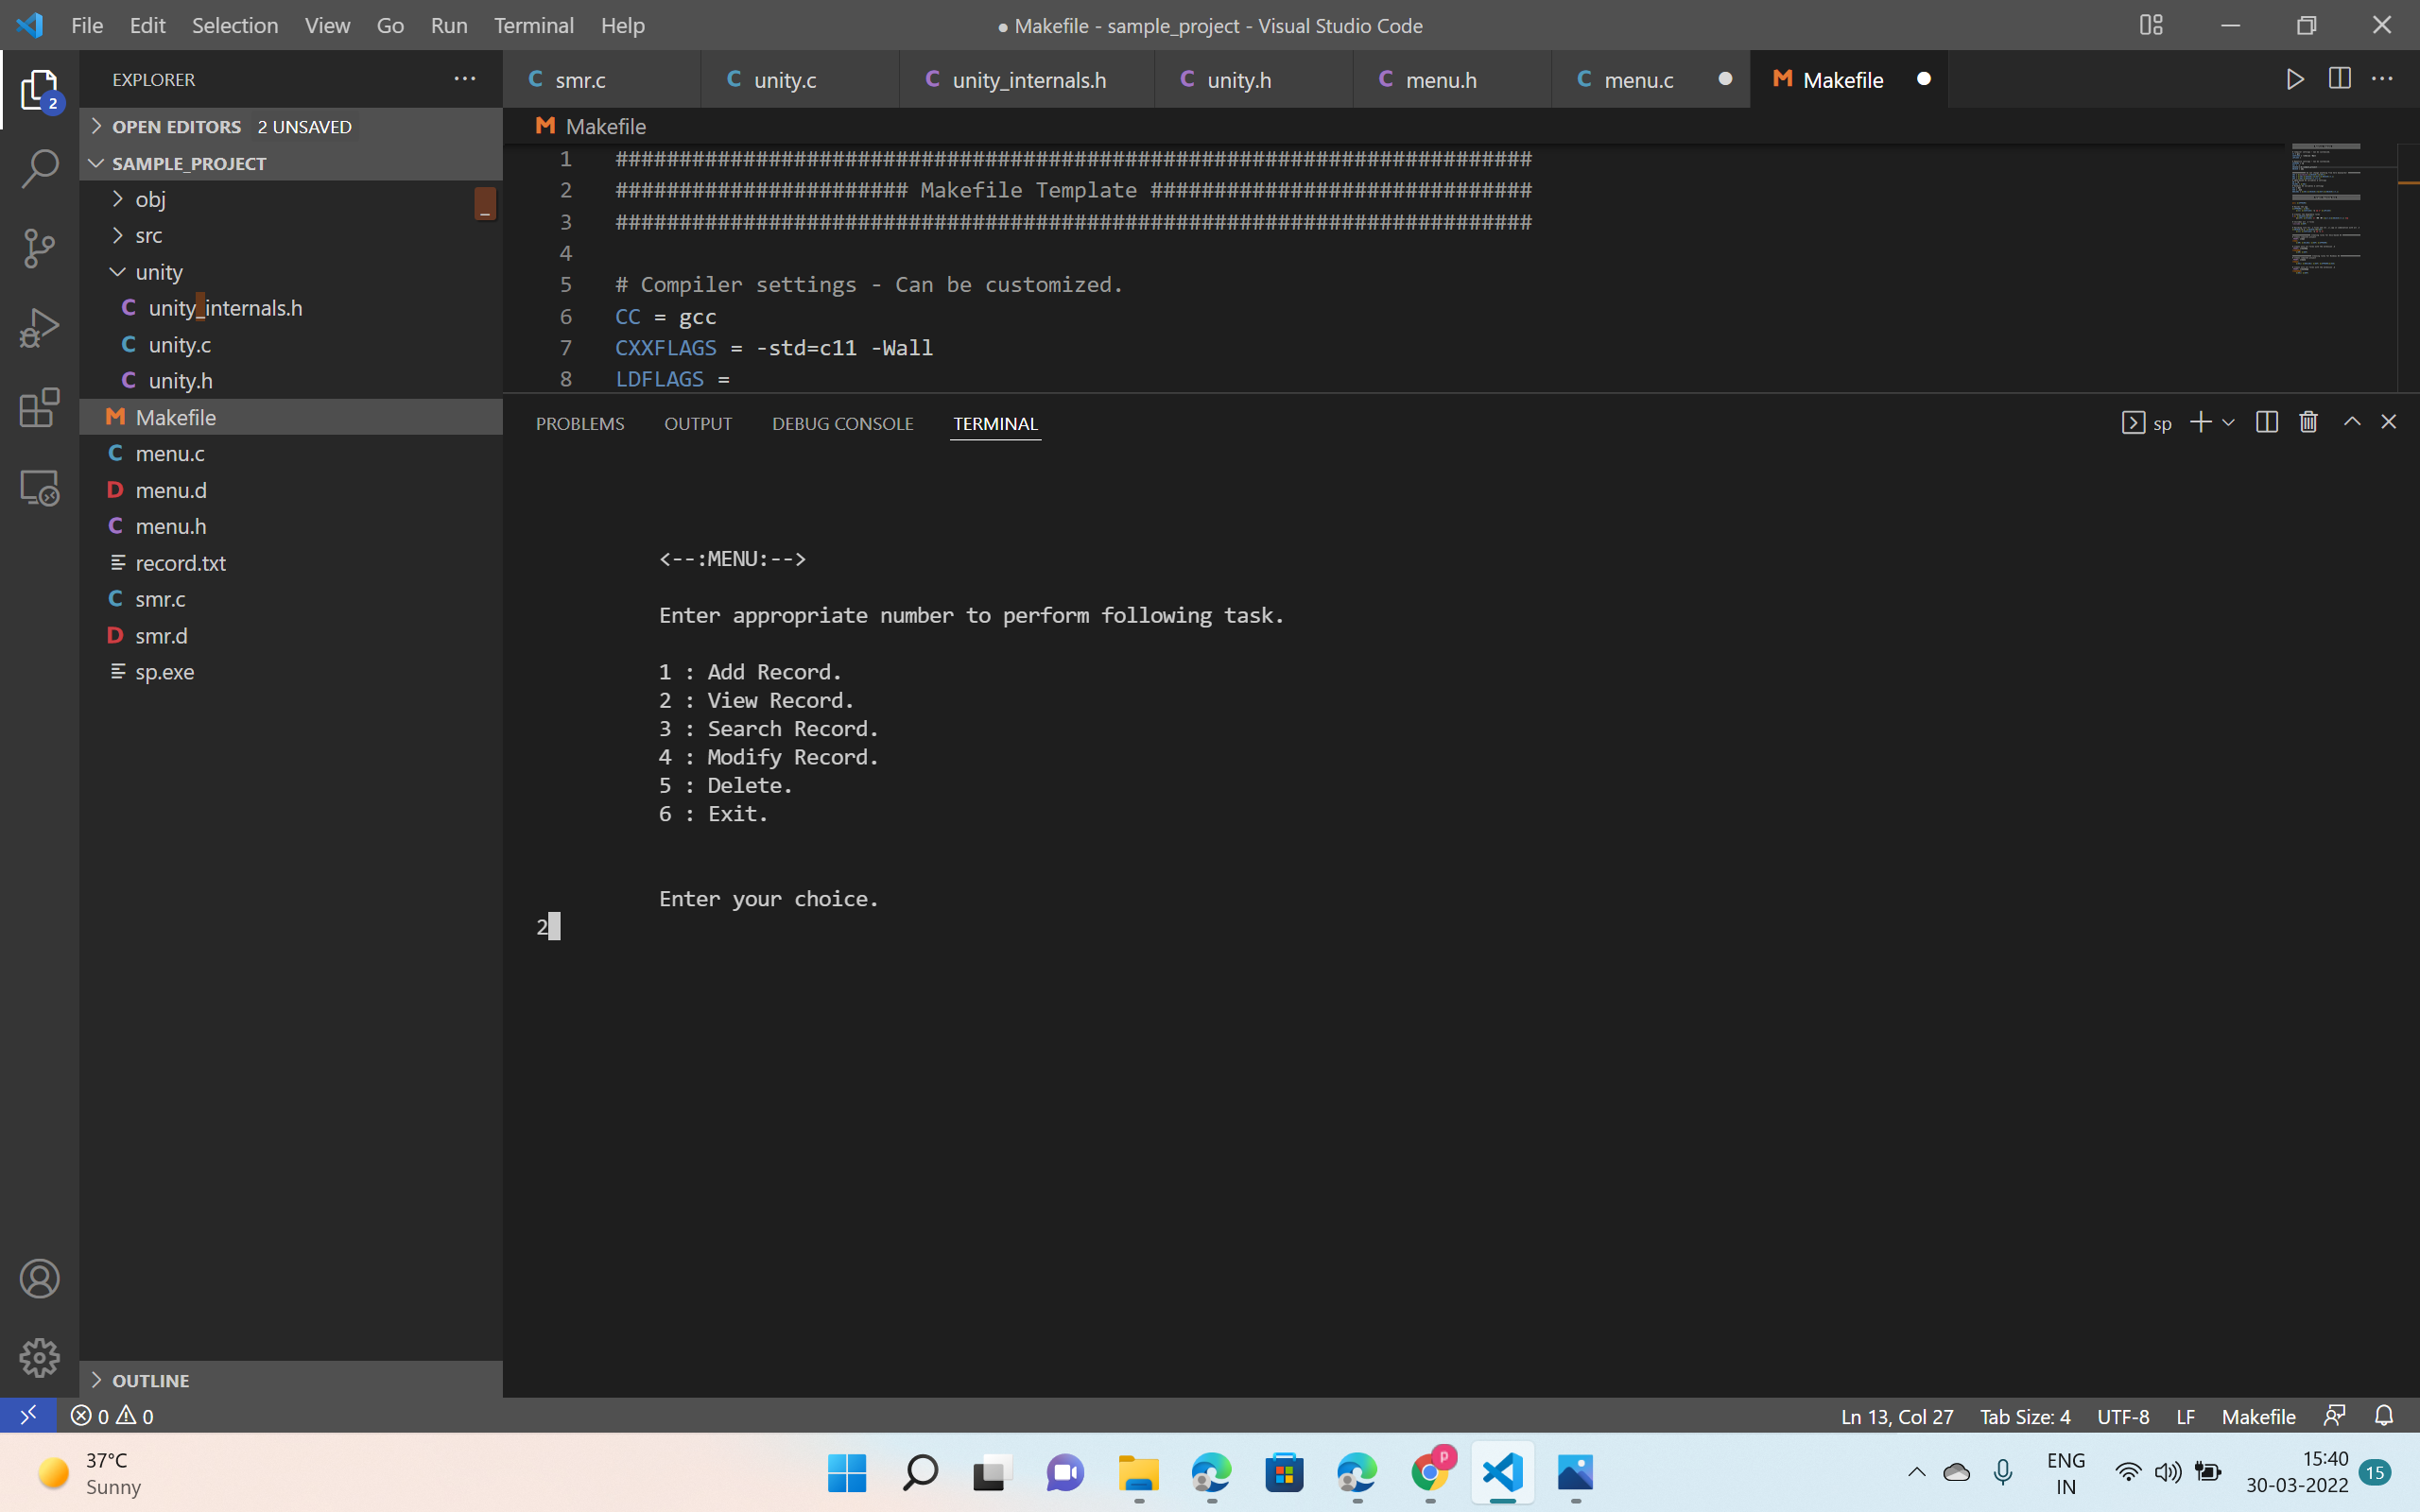 File Edit Selection View Go Run Terminal Help
● Makefile - sample_project - Visual Studio Code
EXPLORER
2
OPEN EDITORS 2 UNSAVED
SAMPLE_PROJECT
obj
src
unity
C unity_internals.h
C unity.c
C unity.h
M Makefile
C menu.c
D menu.d
C menu.h
record.txt
C smr.c
D smr.d
sp.exe
OUTLINE
C smr.c
C unity.c
C unity_internals.h
C unity.h
C menu.h
C menu.c
M Makefile
M Makefile
1 ########################################################################
2 ####################### Makefile Template ##############################
3 ########################################################################
4
5 # Compiler settings - Can be customized.
6 CC = gcc
7 CXXFLAGS = -std=c11 -Wall
8 LDFLAGS =
PROBLEMS OUTPUT DEBUG CONSOLE TERMINAL
sp
<--:MENU:-->
Enter appropriate number to perform following task.
1 : Add Record.
2 : View Record.
3 : Search Record.
4 : Modify Record.
5 : Delete.
6 : Exit.
Enter your choice.
2
0 0
Ln 13, Col 27 Tab Size: 4 UTF-8 LF Makefile
37°C
Sunny
P
ENG
IN
15:40
30-03-2022
15